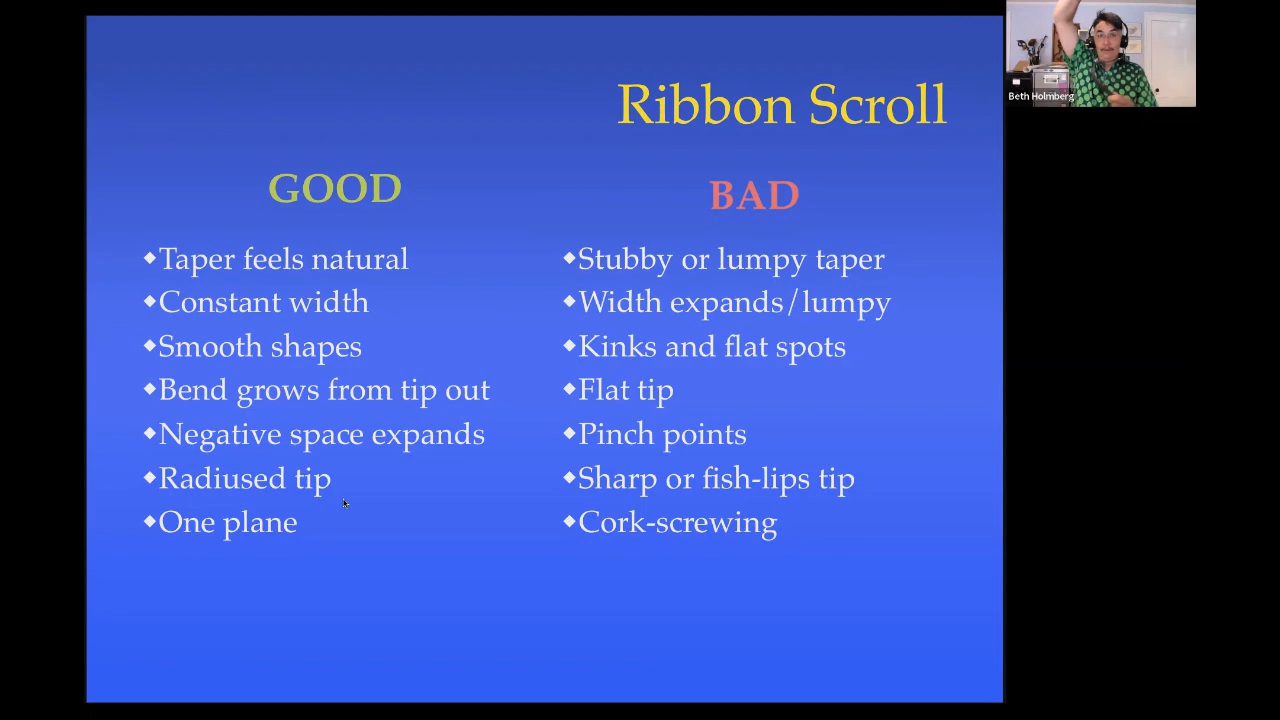 Ribbon Scroll
GOOD
◆Taper feels natural
◆Constant width
◆Smooth shapes
◆Bend grows from tip out
◆Negative space expands
◆Radiused tip
◆One plane
BAD
◆Stubby or lumpy taper
◆Width expands/lumpy
◆Kinks and flat spots
◆Flat tip
◆Pinch points
◆Sharp or fish-lips tip
◆Cork-screwing
Beth Holmberg